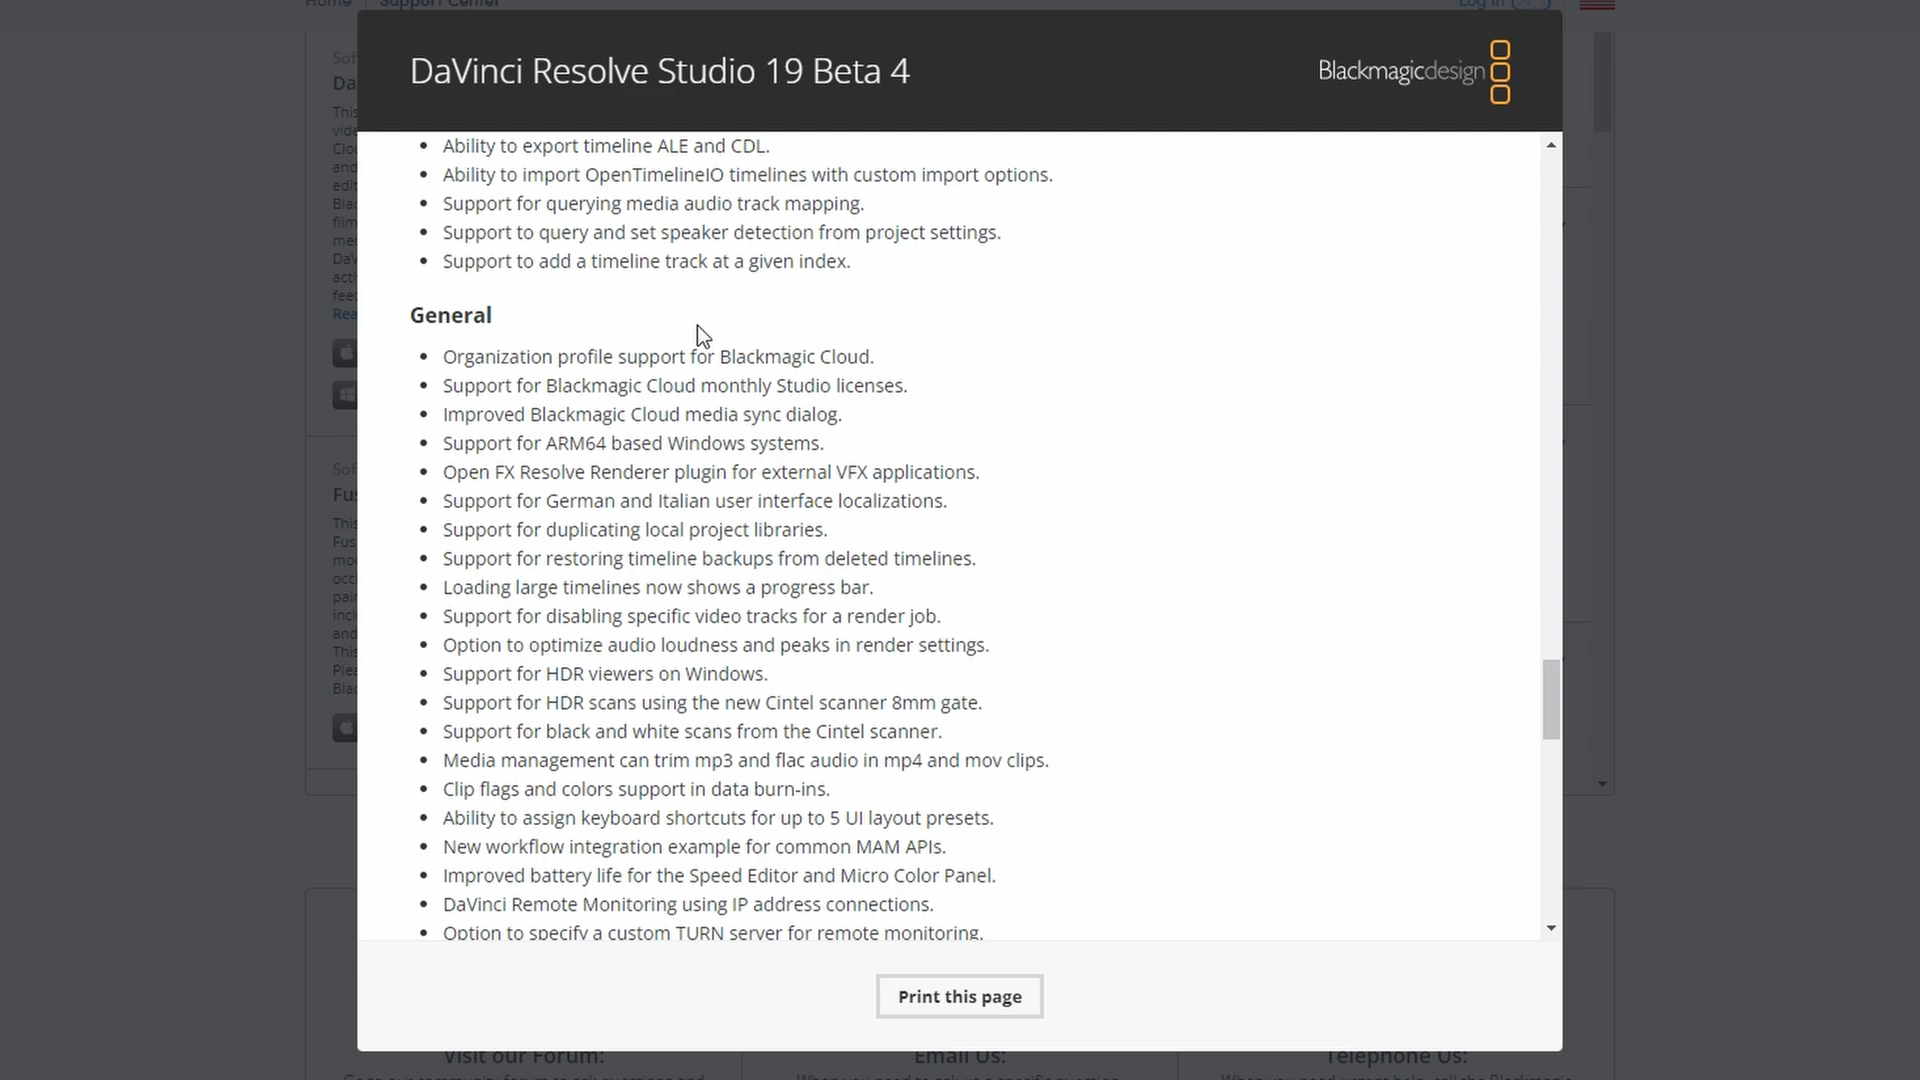 Home Support Center Log In
DaVinci Resolve Studio 19 Beta 4
Blackmagicdesign
• Ability to export timeline ALE and CDL.
• Ability to import OpenTimelineIO timelines with custom import options.
• Support for querying media audio track mapping.
• Support to query and set speaker detection from project settings.
• Support to add a timeline track at a given index.
General
• Organization profile support for Blackmagic Cloud.
• Support for Blackmagic Cloud monthly Studio licenses.
• Improved Blackmagic Cloud media sync dialog.
• Support for ARM64 based Windows systems.
• Open FX Resolve Renderer plugin for external VFX applications.
• Support for German and Italian user interface localizations.
• Support for duplicating local project libraries.
• Support for restoring timeline backups from deleted timelines.
• Loading large timelines now shows a progress bar.
• Support for disabling specific video tracks for a render job.
• Option to optimize audio loudness and peaks in render settings.
• Support for HDR viewers on Windows.
• Support for HDR scans using the new Cintel scanner 8mm gate.
• Support for black and white scans from the Cintel scanner.
• Media management can trim mp3 and flac audio in mp4 and mov clips.
• Clip flags and colors support in data burn-ins.
• Ability to assign keyboard shortcuts for up to 5 UI layout presets.
• New workflow integration example for common MAM APIs.
• Improved battery life for the Speed Editor and Micro Color Panel.
• DaVinci Remote Monitoring using IP address connections.
• Option to specify a custom TURN server for remote monitoring.
Print this page
Visit our Forum: Email Us: Telephone Us: